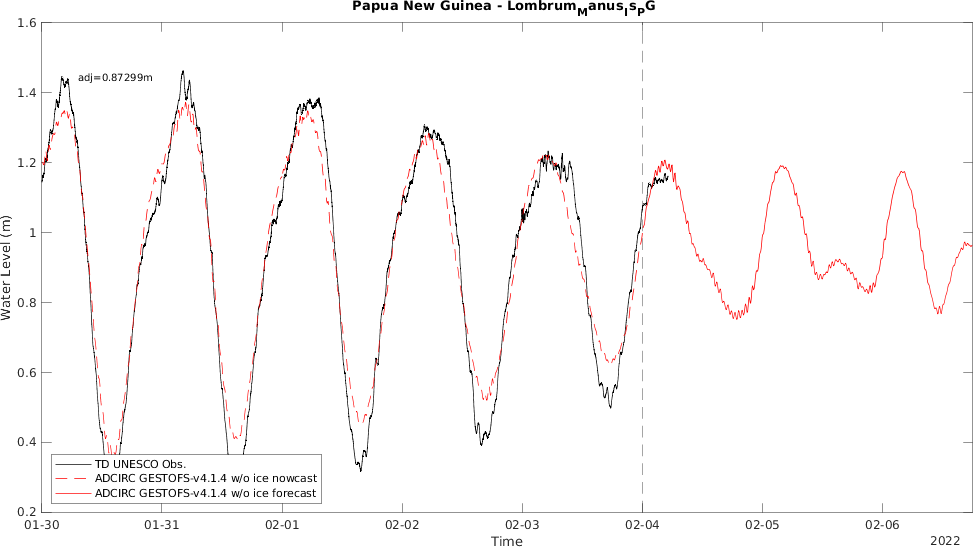 Papua New Guinea - LombrumManusIsPG
1.6
1.4
1.2
1
0.8
0.6
0.4
0.2
Water Level (m)
adj=0.87299m
TD UNESCO Obs.
ADCIRC GESTOFS-v4.1.4 w/o ice nowcast
ADCIRC GESTOFS-v4.1.4 w/o ice forecast
01-30 01-31 02-01 02-02 02-03 02-04 02-05 02-06
Time
2022